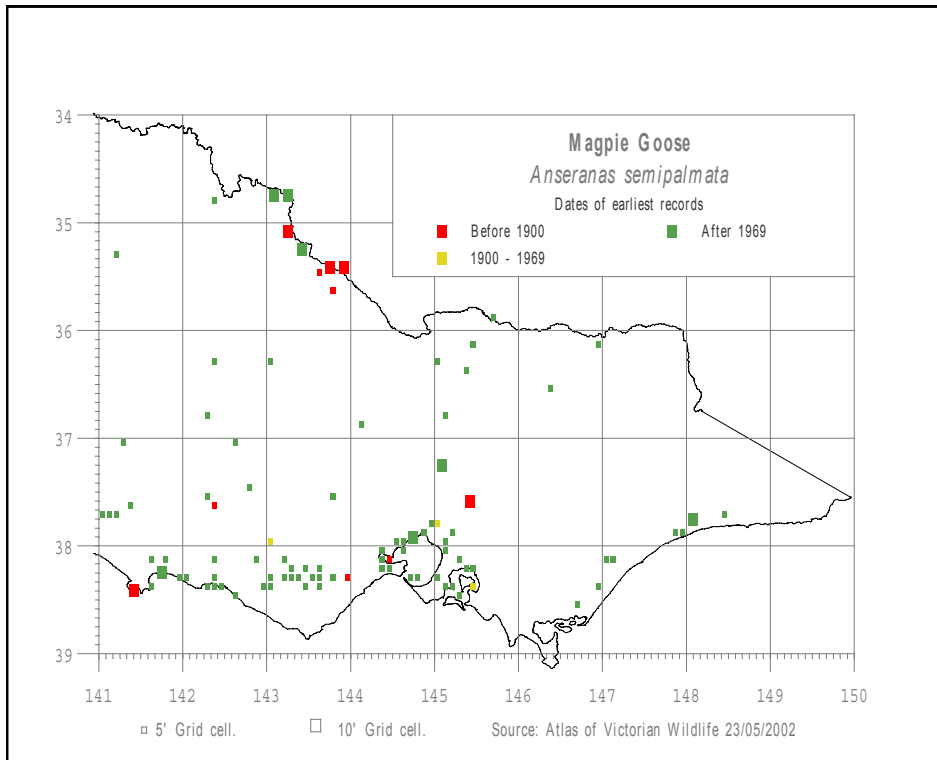 Magpie Goose
Anseranas semipalmata
Dates of earliest records
Before 1900
After 1969
1900 - 1969
34
35
36
37
38
39
141 142 143 144 145 146 147 148 149 150
5' Grid cell. 10' Grid cell. Source: Atlas of Victorian Wildlife 23/05/2002